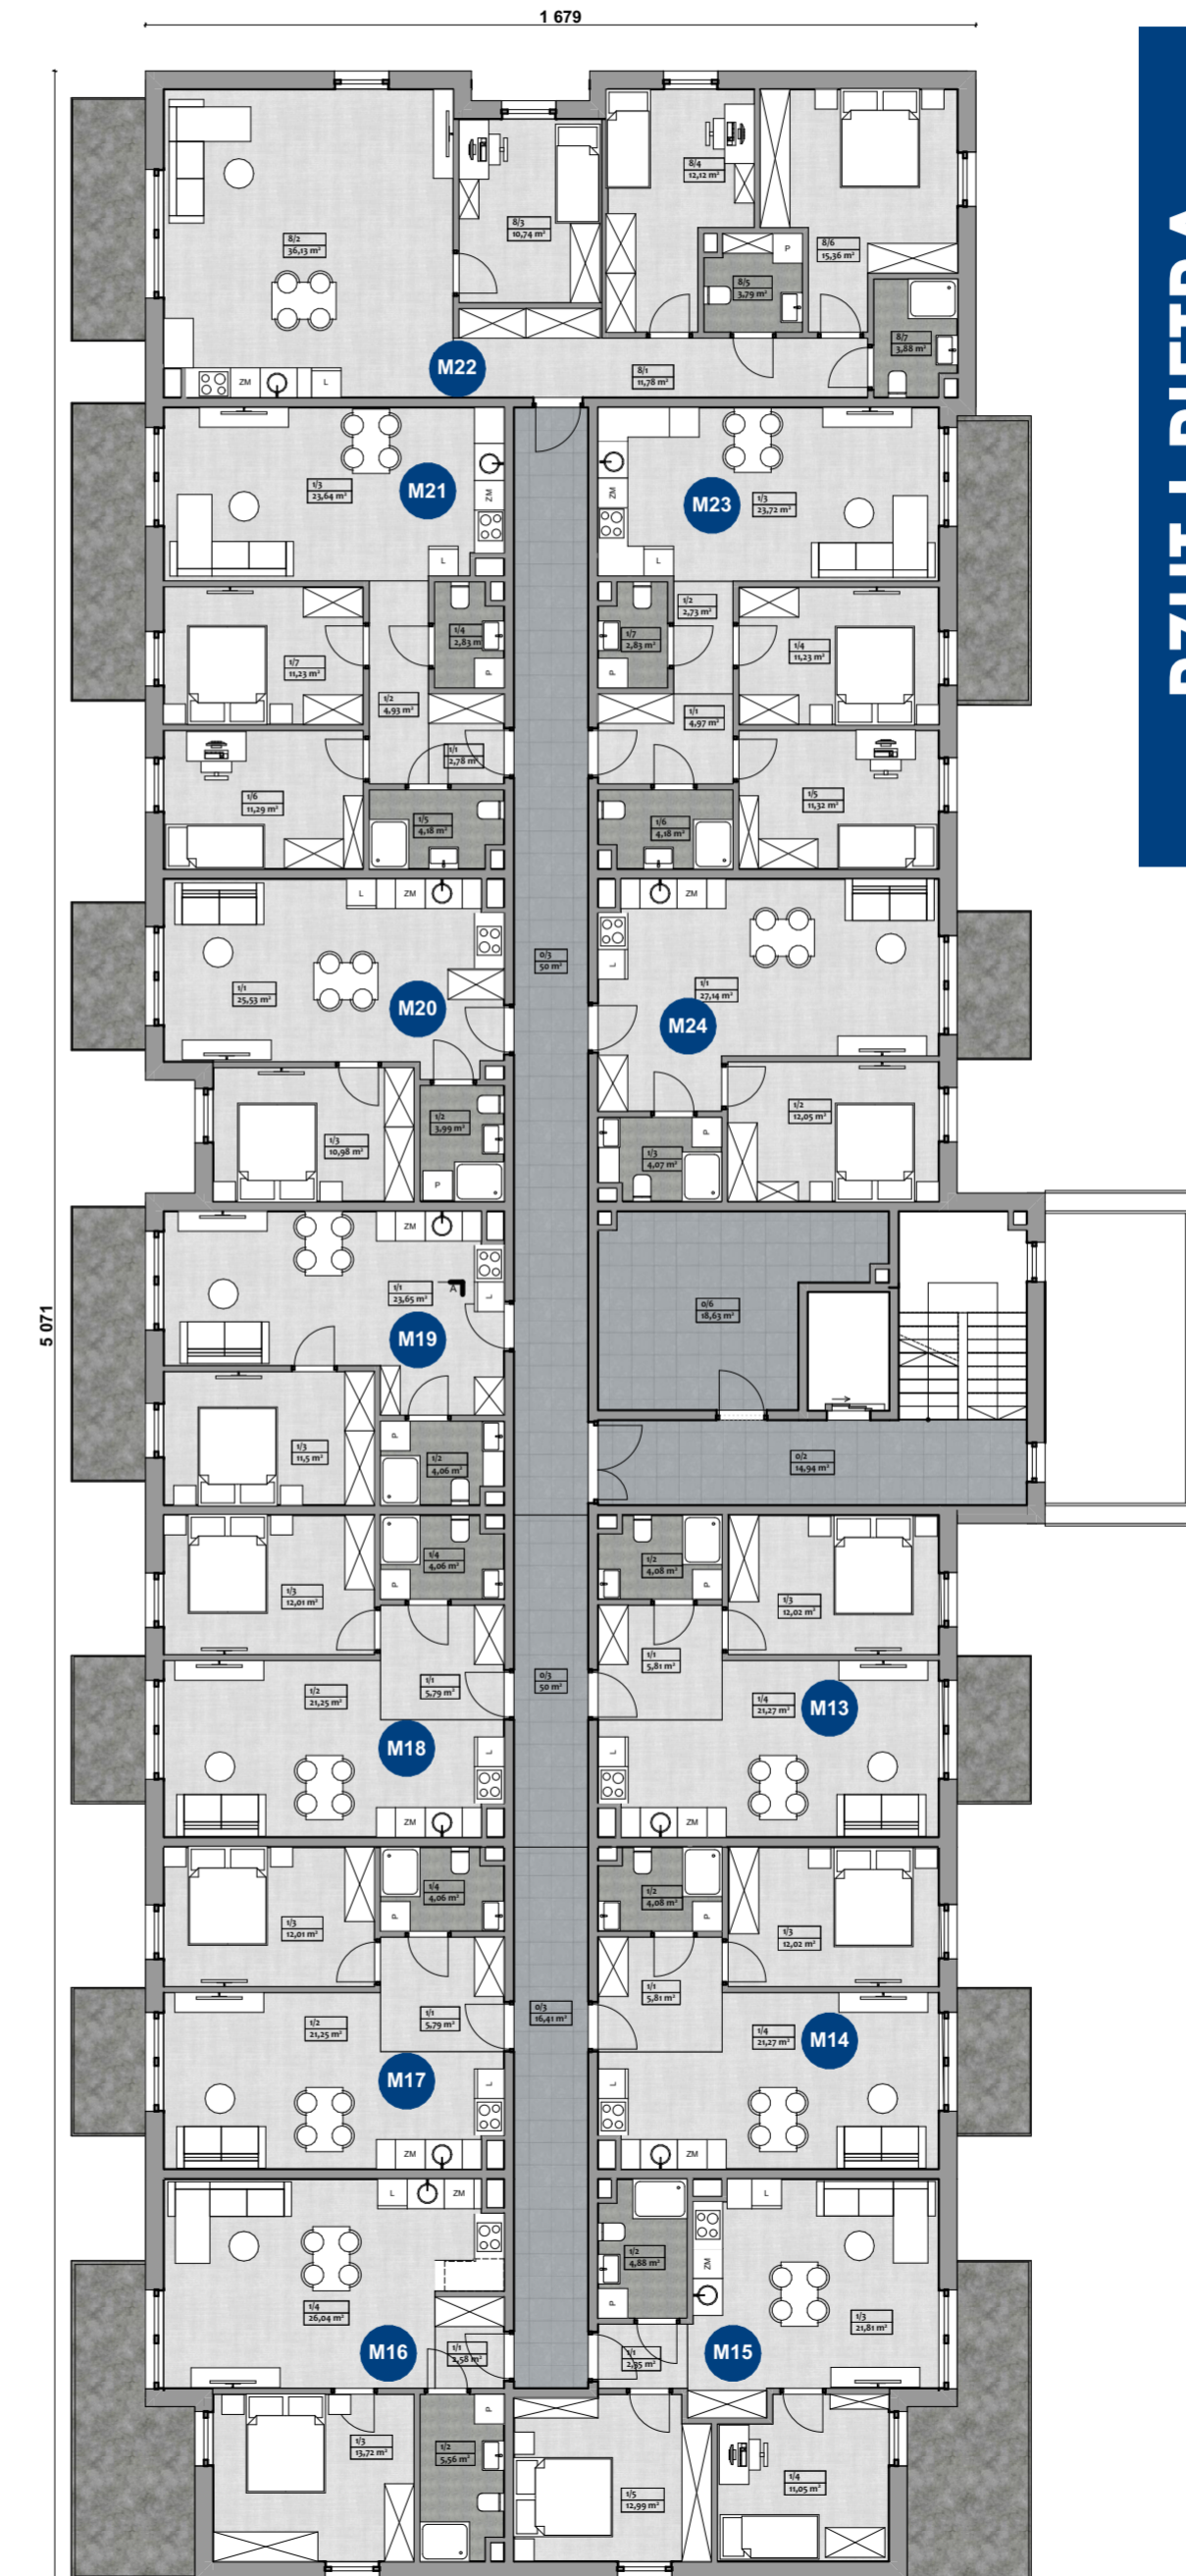 1 679
5 071
8/2
36,13 m²
8/3
10,74 m²
8/4
12,12 m²
8/6
15,36 m²
P
8/5
3,79 m²
8/7
3,88 m²
M22
8/1
11,78 m²
ZM
L
1/3
23,64 m²
M21
ZM
L
M23
1/3
23,72 m²
ZM
L
1/4
2,83 m
P
1/7
2,83 m²
P
1/2
2,73 m²
1/7
11,23 m²
1/4
11,23 m²
1/2
4,93 m²
1/1
4,97 m²
1/1
2,78 m²
1/6
11,29 m²
1/5
4,18 m²
1/6
4,18 m²
1/5
11,32 m²
L
ZM
ZM
L
0/3
50 m²
1/1
25,53 m²
M20
1/1
27,14 m²
M24
1/3
10,98 m²
1/2
3,99 m²
P
1/3
4,07 m²
P
1/2
12,05 m²
ZM
L
1/1
23,65 m²
A
M19
0/6
18,63 m²
1/3
11,5 m²
P
1/2
4,06 m²
0/2
14,94 m²
1/3
12,01 m²
1/4
4,06 m²
P
1/2
4,08 m²
P
1/3
12,02 m²
1/2
21,25 m²
1/1
5,79 m²
0/3
50 m²
1/1
5,81 m²
1/4
21,27 m²
M13
M18
L
ZM
L
ZM
1/3
12,01 m²
1/4
4,06 m²
P
1/2
4,08 m²
P
1/3
12,02 m²
1/2
21,25 m²
1/1
5,79 m²
0/3
16,41 m²
1/1
5,81 m²
1/4
21,27 m²
M14
M17
L
ZM
L
ZM
L
ZM
1/4
26,04 m²
M16
1/1
2,58 m²
1/2
4,88 m²
P
ZM
L
1/3
21,81 m²
M15
1/1
1/3
13,72 m²
1/2
5,56 m²
P
1/5
12,99 m²
1/4
11,05 m²